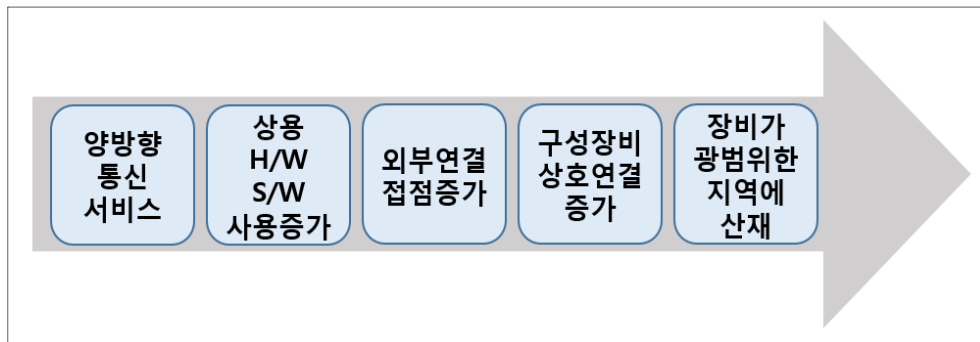 양방향
통신
서비스
상용
H/W
S/W
사용증가
외부연결
접점증가
구성장비
상호연결
증가
장비가
광범위한
지역에
산재